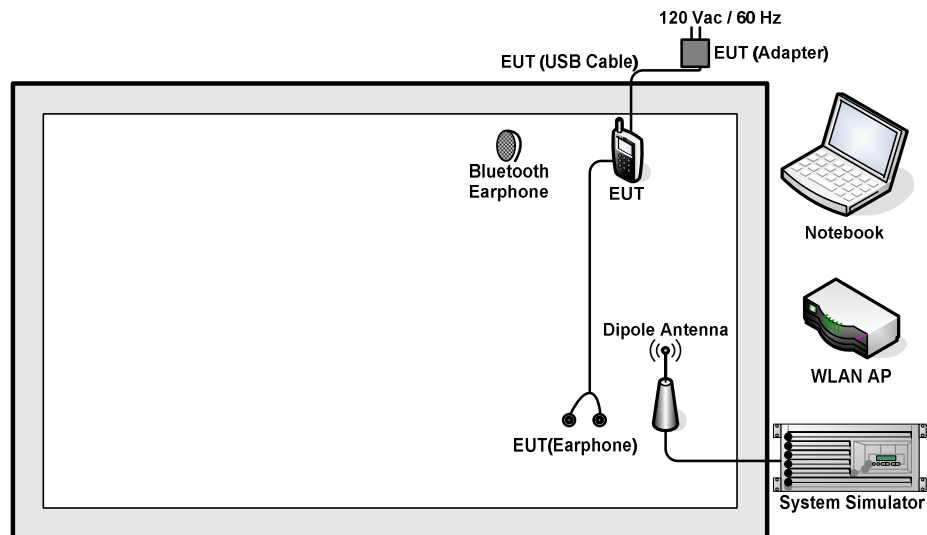 120 Vac / 60 Hz
EUT (Adapter)
EUT (USB Cable)
Bluetooth
Earphone
EUT
Notebook
Dipole Antenna
WLAN AP
EUT(Earphone)
System Simulator